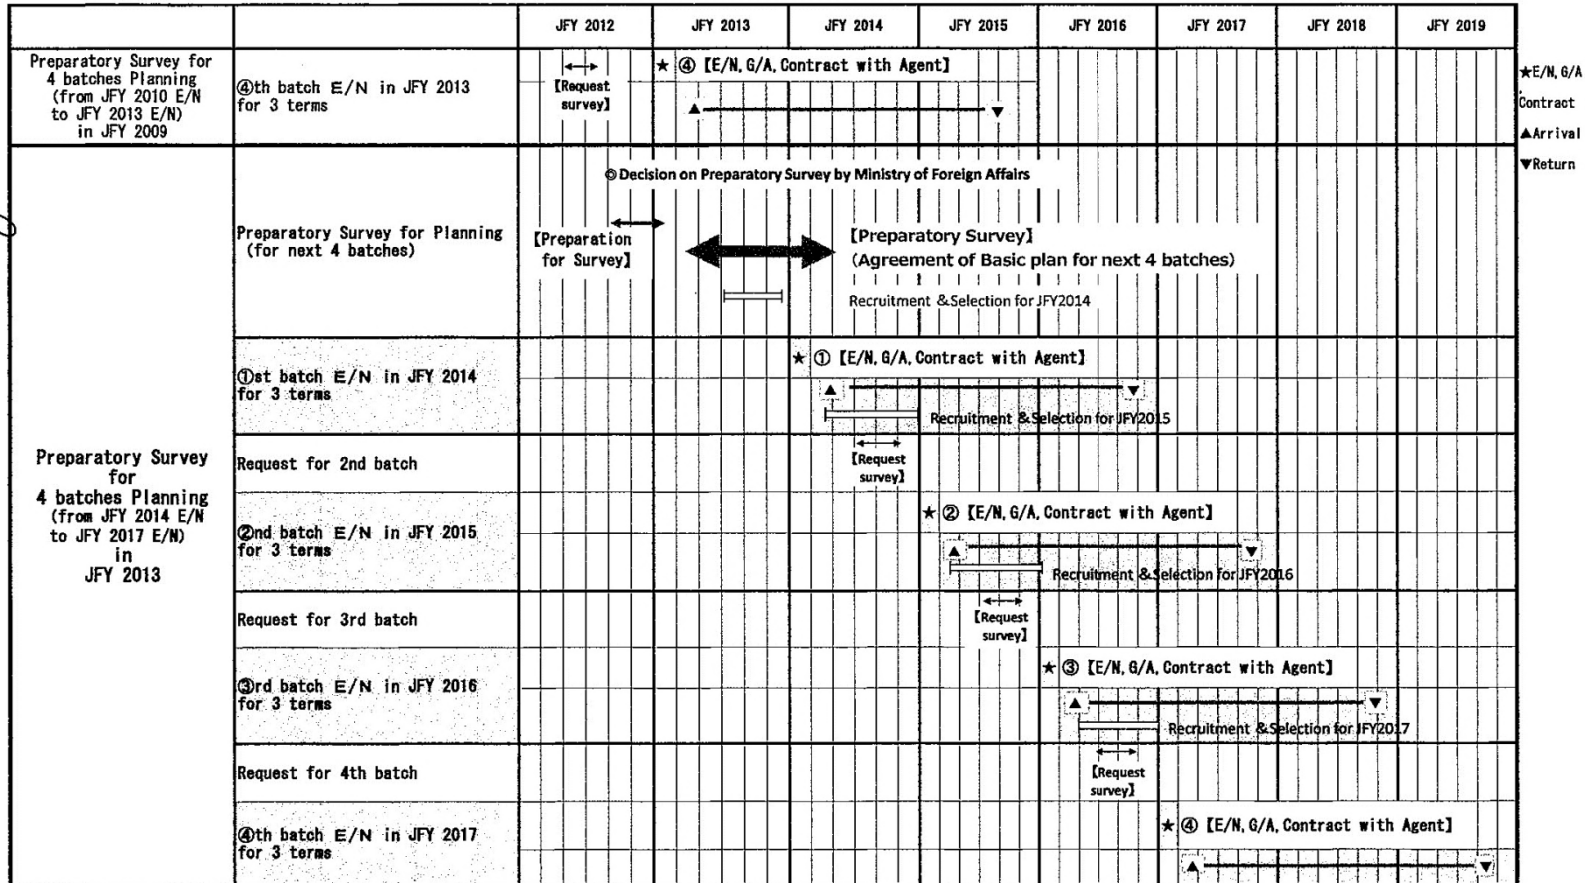 JFY 2012 JFY 2013 JFY 2014 JFY 2015 JFY 2016 JFY 2017 JFY 2018 JFY 2019
Preparatory Survey for
4 batches Planning
(from JFY 2010 E/N
to JFY 2013 E/N)
in JFY 2009
④th batch E/N in JFY 2013
for 3 terms
【Request
survey】
★ ④【E/N, G/A, Contract with Agent】
▲ ▼
★E/N, G/A
Contract
▲Arrival
▼Return
Preparatory Survey
for
4 batches Planning
(from JFY 2014 E/N
to JFY 2017 E/N)
in
JFY 2013
Preparatory Survey for Planning
(for next 4 batches)
◎Decision on Preparatory Survey by Ministry of Foreign Affairs
【Preparation
for Survey】
【Preparatory Survey】
(Agreement of Basic plan for next 4 batches)
Recruitment &Selection for JFY2014
①st batch E/N in JFY 2014
for 3 terms
★ ①【E/N, G/A, Contract with Agent】
▲ ▼
Recruitment &Selection for JFY2015
Request for 2nd batch
【Request
survey】
②nd batch E/N in JFY 2015
for 3 terms
★ ②【E/N, G/A, Contract with Agent】
▲ ▼
Recruitment &Selection for JFY2016
Request for 3rd batch
【Request
survey】
③rd batch E/N in JFY 2016
for 3 terms
★ ③【E/N, G/A, Contract with Agent】
▲ ▼
Recruitment &Selection for JFY2017
Request for 4th batch
【Request
survey】
④th batch E/N in JFY 2017
for 3 terms
★ ④【E/N, G/A, Contract with Agent】
▲ ▼